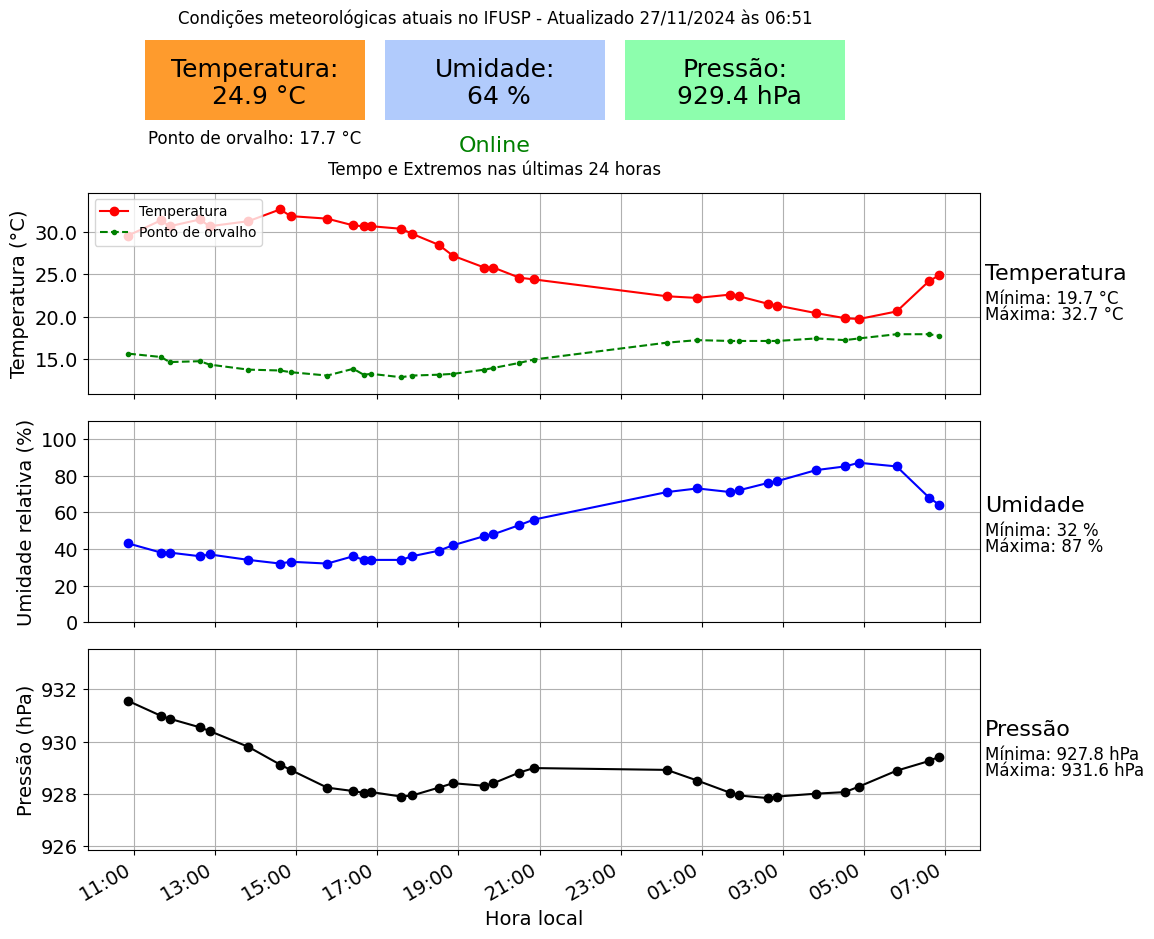 Condições meteorológicas atuais no IFUSP - Atualizado 27/11/2024 às 06:51
Temperatura:
24.9 °C
Umidade:
64 %
Pressão:
929.4 hPa
Ponto de orvalho: 17.7 °C
Online
Tempo e Extremos nas últimas 24 horas
Temperatura (°C)
30.0
25.0
20.0
15.0
Temperatura
Ponto de orvalho
Temperatura
Mínima: 19.7 °C
Máxima: 32.7 °C
Umidade relativa (%)
100
80
60
40
20
0
Umidade
Mínima: 32 %
Máxima: 87 %
Pressão (hPa)
932
930
928
926
Pressão
Mínima: 927.8 hPa
Máxima: 931.6 hPa
11:00 13:00 15:00 17:00 19:00 21:00 23:00 01:00 03:00 05:00 07:00
Hora local